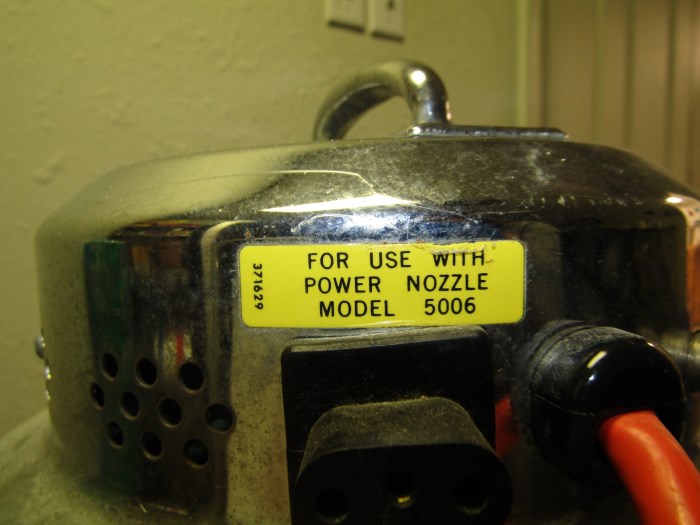 371629
FOR USE WITH
POWER NOZZLE
MODEL 5006